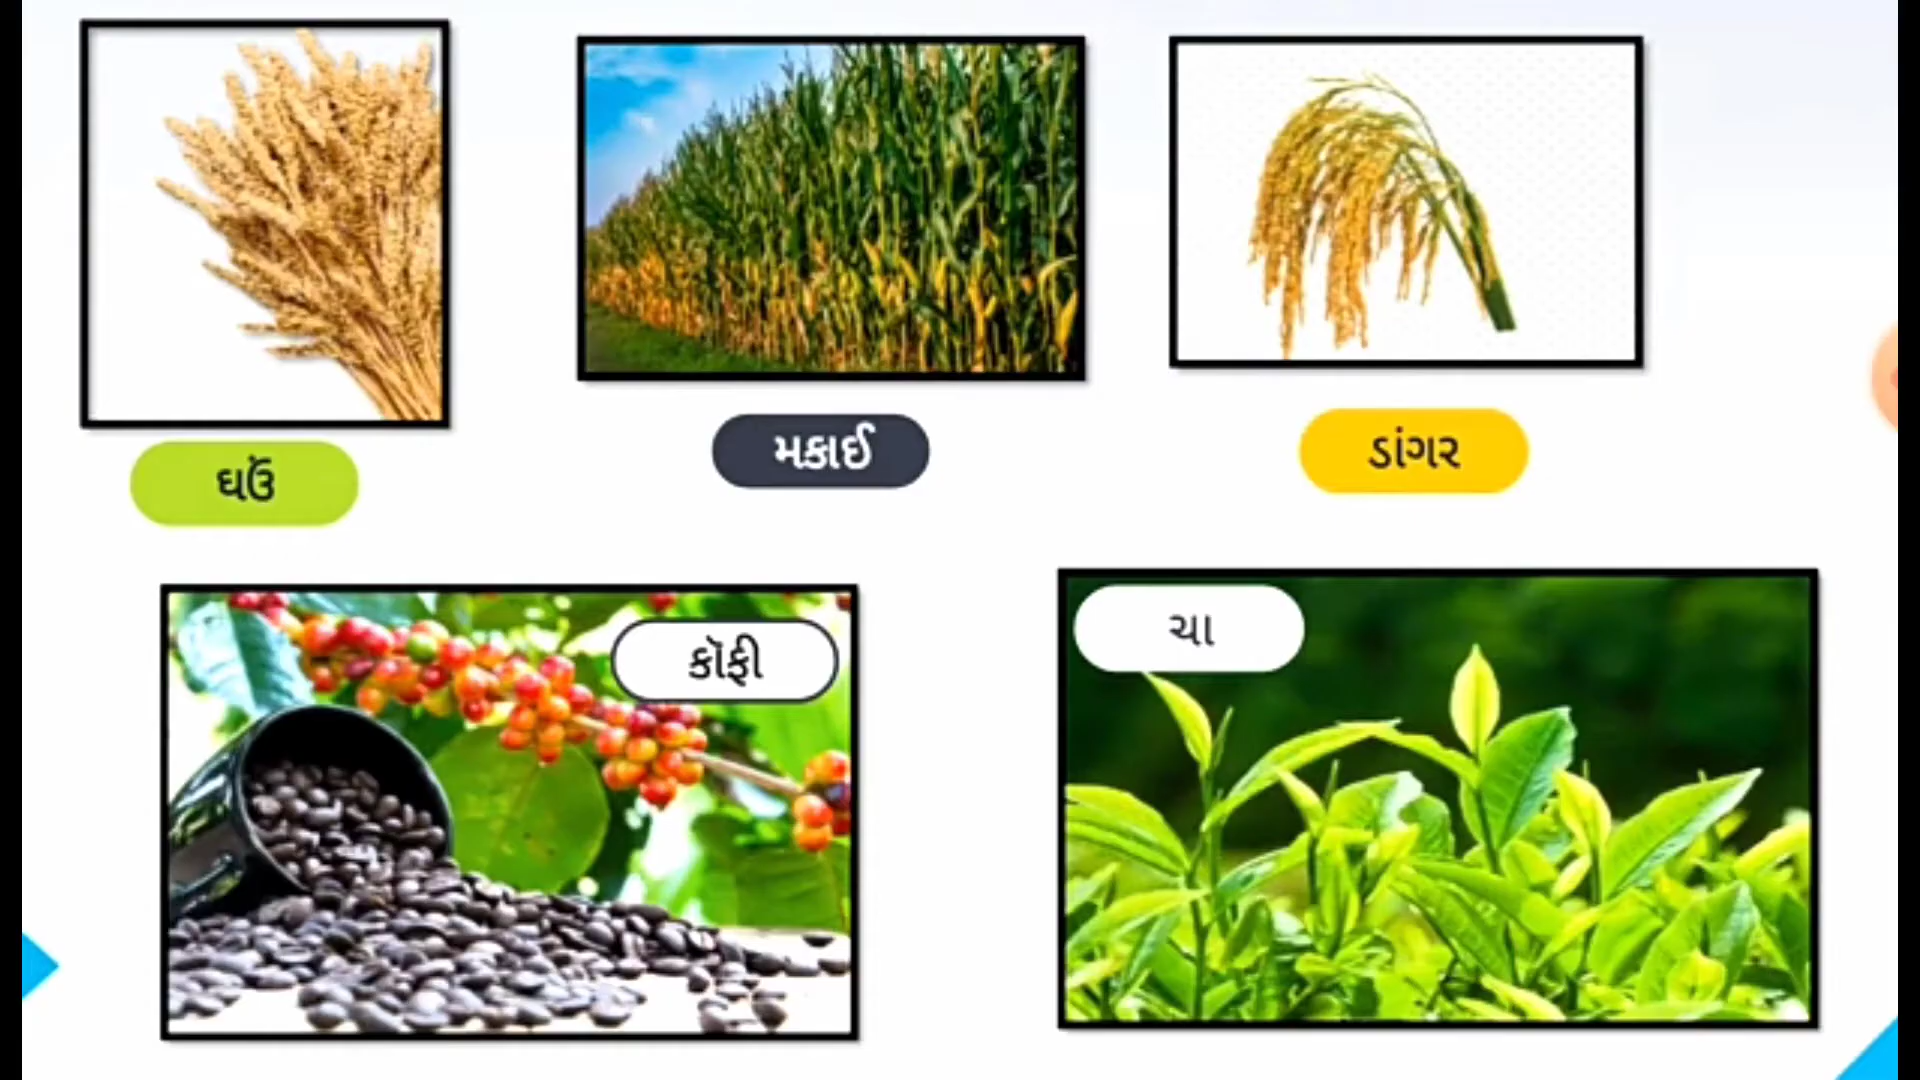 ઘઉં
મકાઈ
ડાંગર
કૉફી
ચા